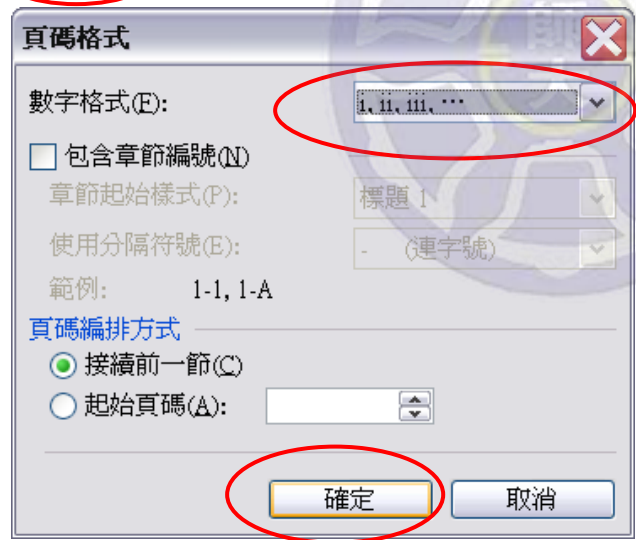 頁碼格式
數字格式(F): i, ii, iii, …
包含章節編號(N)
章節起始樣式(P): 標題 1
使用分隔符號(E): - (連字號)
範例: 1-1, 1-A
頁碼編排方式
接續前一節(C)
起始頁碼(A):
確定 取消